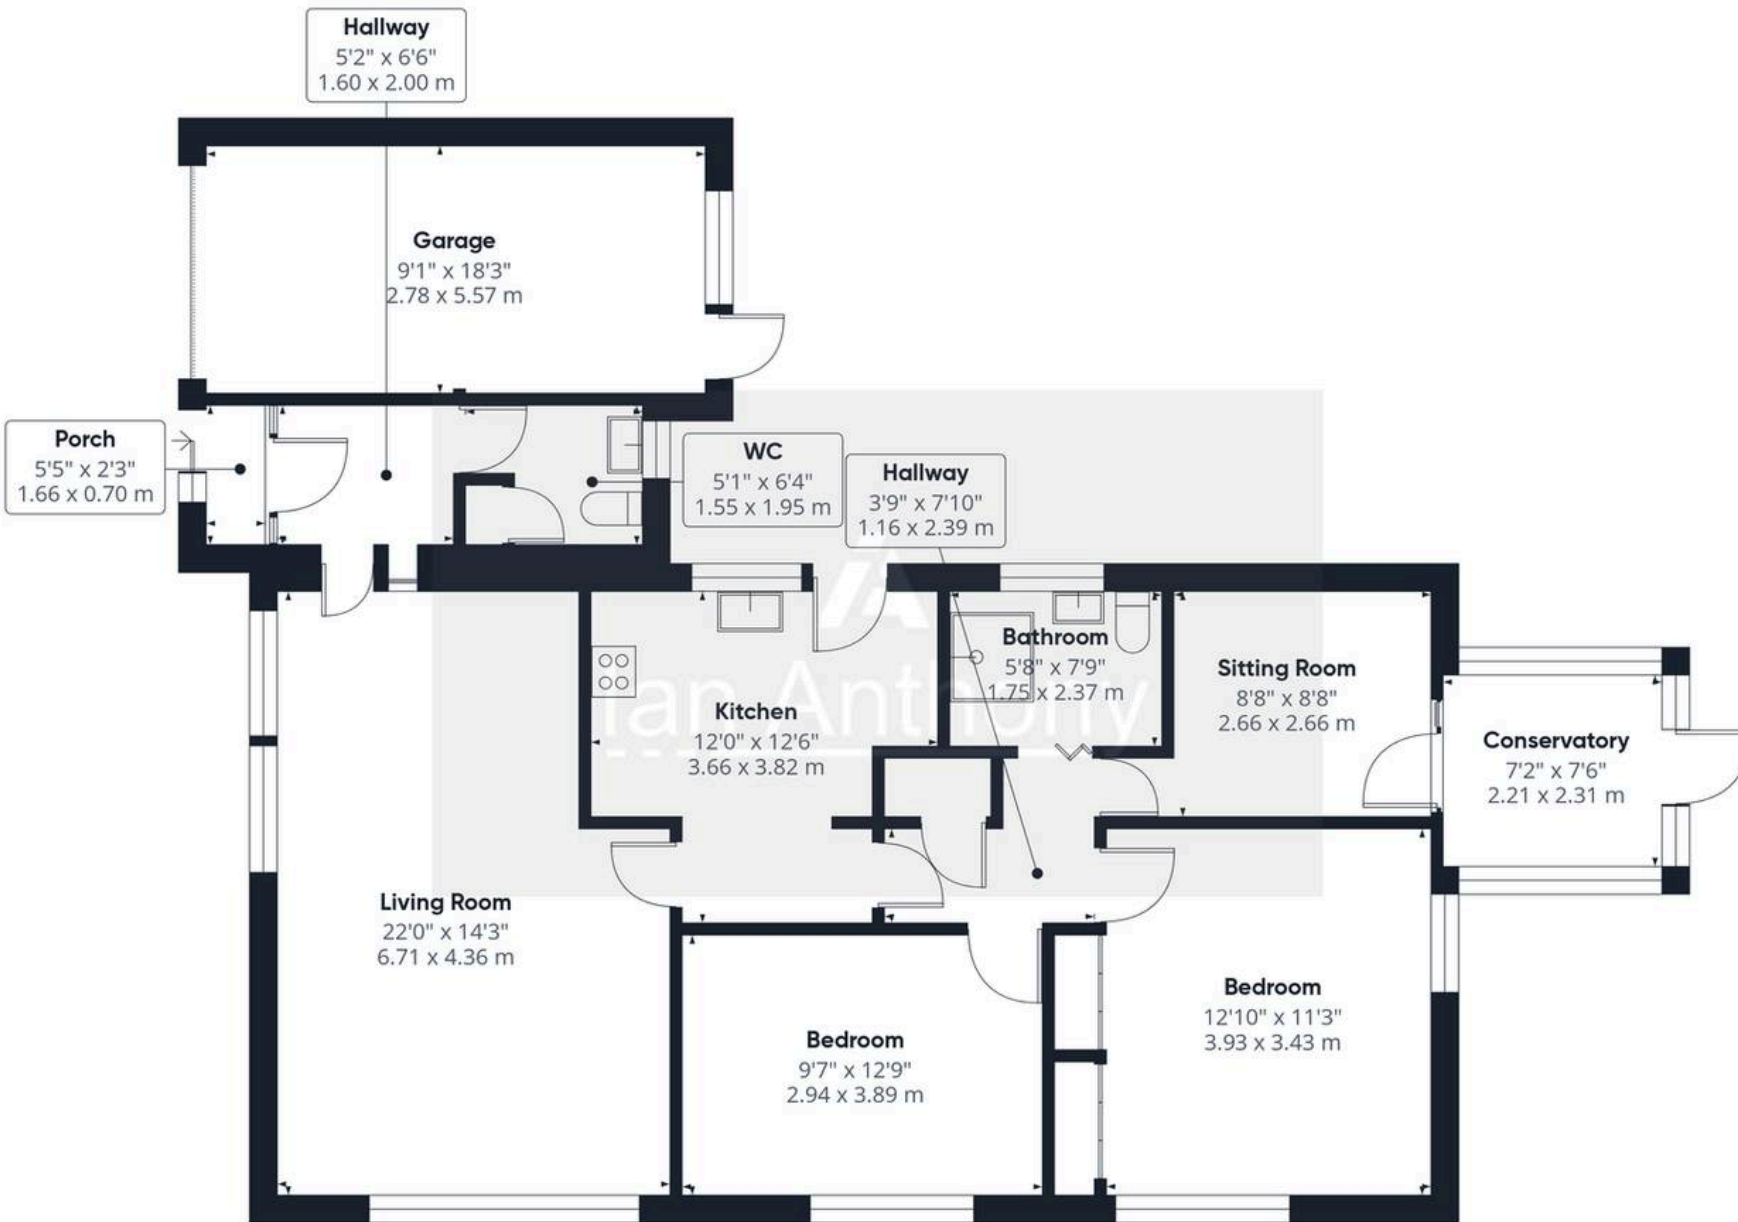 Hallway
5'2" x 6'6"
1.60 x 2.00 m
Garage
9'1" x 18'3"
2.78 x 5.57 m
Porch
5'5" x 2'3"
1.66 x 0.70 m
WC
5'1" x 6'4"
1.55 x 1.95 m
Hallway
3'9" x 7'10"
1.16 x 2.39 m
Bathroom
5'8" x 7'9"
1.75 x 2.37 m
Sitting Room
8'8" x 8'8"
2.66 x 2.66 m
Kitchen
12'0" x 12'6"
3.66 x 3.82 m
Conservatory
7'2" x 7'6"
2.21 x 2.31 m
Living Room
22'0" x 14'3"
6.71 x 4.36 m
Bedroom
9'7" x 12'9"
2.94 x 3.89 m
Bedroom
12'10" x 11'3"
3.93 x 3.43 m
Ian Anthony